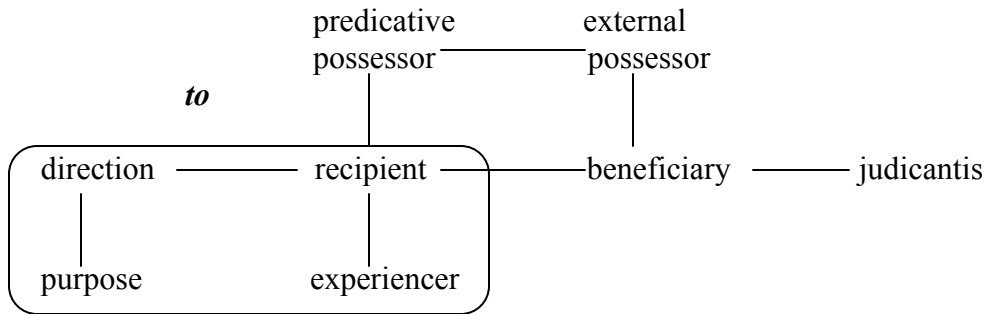 predicative external
possessor possessor
to
direction recipient beneficiary judicantis
purpose experiencer